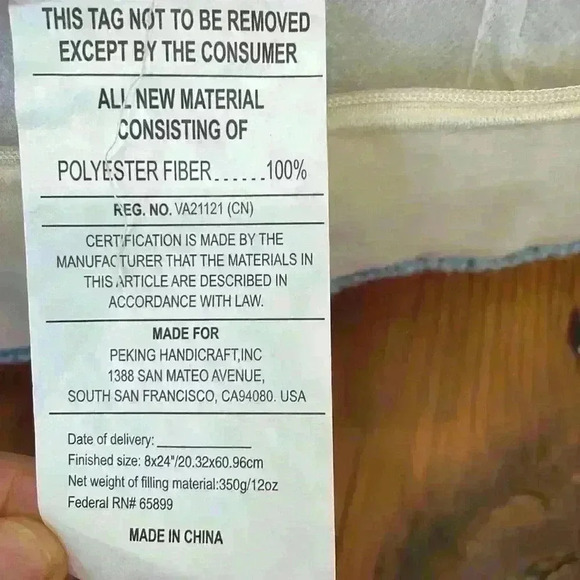 THIS TAG NOT TO BE REMOVED
EXCEPT BY THE CONSUMER
ALL NEW MATERIAL
CONSISTING OF
POLYESTER FIBER......100%
REG. NO. VA21121 (CN)
CERTIFICATION IS MADE BY THE
MANUFACTURER THAT THE MATERIALS IN
THIS ARTICLE ARE DESCRIBED IN
ACCORDANCE WITH LAW.
MADE FOR
PEKING HANDICRAFT,INC
1388 SAN MATEO AVENUE,
SOUTH SAN FRANCISCO, CA94080. USA
Date of delivery:
Finished size: 8x24"/20.32x60.96cm
Net weight of filling material:350g/12oz
Federal RN# 65899
MADE IN CHINA